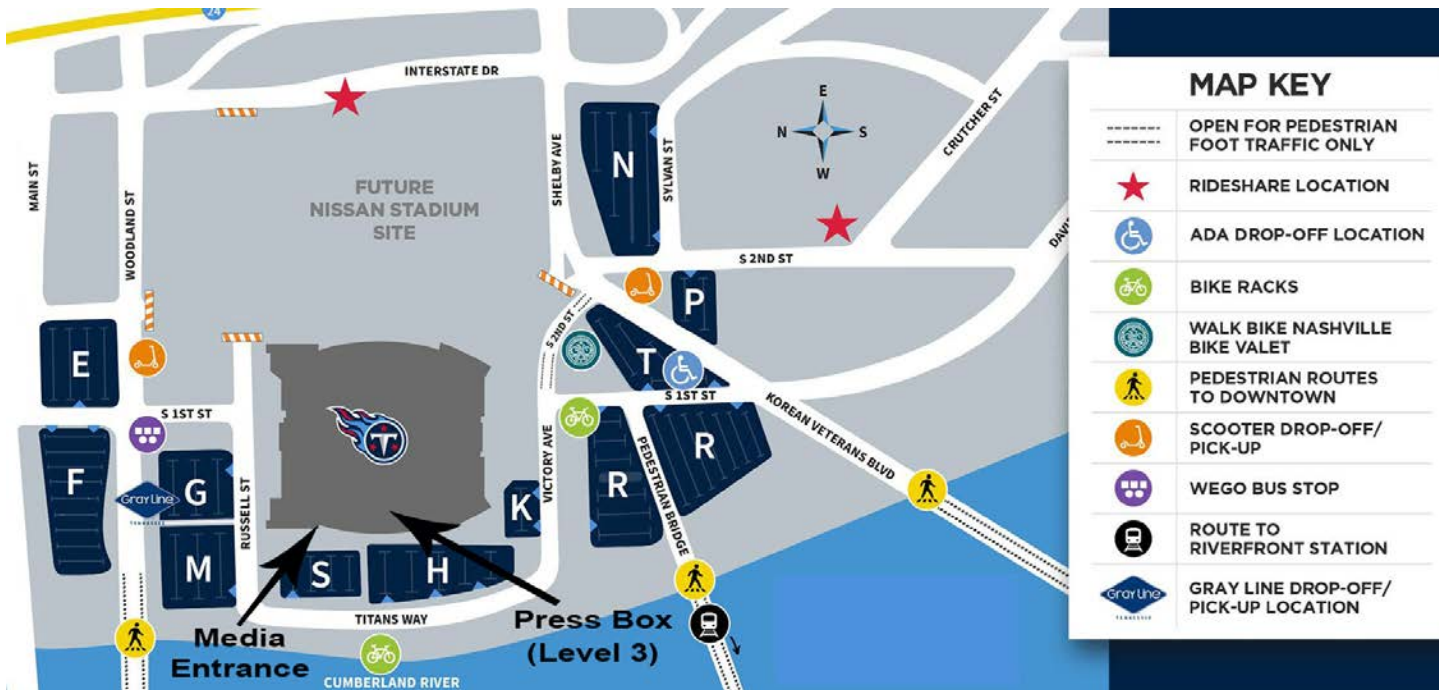 24
INTERSTATE DR
MAIN ST
WOODLAND ST
FUTURE
NISSAN STADIUM
SITE
SHELBY AVE
N
SYLVAN ST
E
N
S
W
CRUTCHER ST
S 2ND ST
E
S 1ST ST
T
S 2ND ST
P
T
S 1ST ST
F
Gray Line
TENNESSEE
G
RUSSELL ST
K
VICTORY AVE
R
PEDESTRIAN BRIDGE
R
KOREAN VETERANS BLVD
M
S
H
TITANS WAY
Media
Entrance
Press Box
(Level 3)
CUMBERLAND RIVER
MAP KEY
OPEN FOR PEDESTRIAN
FOOT TRAFFIC ONLY
RIDESHARE LOCATION
ADA DROP-OFF LOCATION
BIKE RACKS
WALK BIKE NASHVILLE
BIKE VALET
PEDESTRIAN ROUTES
TO DOWNTOWN
SCOOTER DROP-OFF/
PICK-UP
WEGO BUS STOP
ROUTE TO
RIVERFRONT STATION
Gray Line
TENNESSEE
GRAY LINE DROP-OFF/
PICK-UP LOCATION